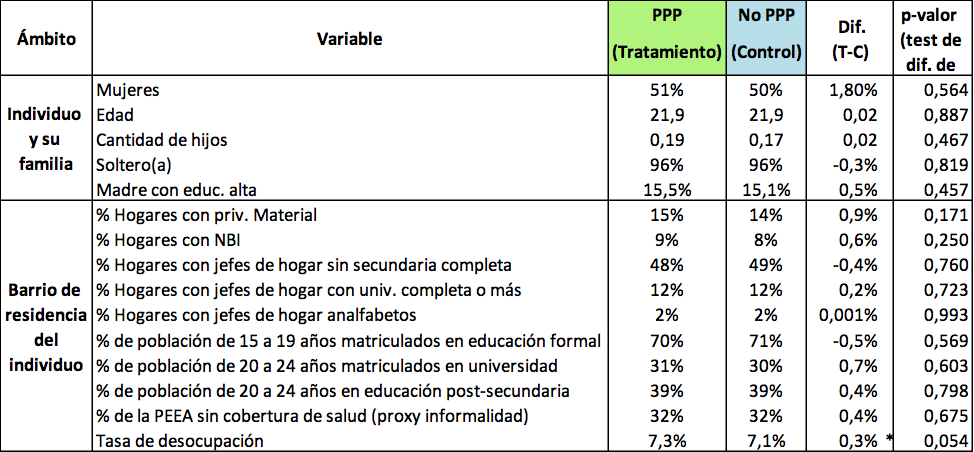 Ámbito Variable PPP (Tratamiento) No PPP (Control) Dif. (T-C) p-valor (test de dif. de
Individuo y su familia
Mujeres 51% 50% 1,80% 0,564
Edad 21,9 21,9 0,02 0,887
Cantidad de hijos 0,19 0,17 0,02 0,467
Soltero(a) 96% 96% -0,3% 0,819
Madre con educ. alta 15,5% 15,1% 0,5% 0,457
Barrio de residencia del individuo
% Hogares con priv. Material 15% 14% 0,9% 0,171
% Hogares con NBI 9% 8% 0,6% 0,250
% Hogares con jefes de hogar sin secundaria completa 48% 49% -0,4% 0,760
% Hogares con jefes de hogar con univ. completa o más 12% 12% 0,2% 0,723
% Hogares con jefes de hogar analfabetos 2% 2% 0,001% 0,993
% de población de 15 a 19 años matriculados en educación formal 70% 71% -0,5% 0,569
% de población de 20 a 24 años matriculados en universidad 31% 30% 0,7% 0,603
% de población de 20 a 24 años en educación post-secundaria 39% 39% 0,4% 0,798
% de la PEEA sin cobertura de salud (proxy informalidad) 32% 32% 0,4% 0,675
Tasa de desocupación 7,3% 7,1% 0,3% * 0,054